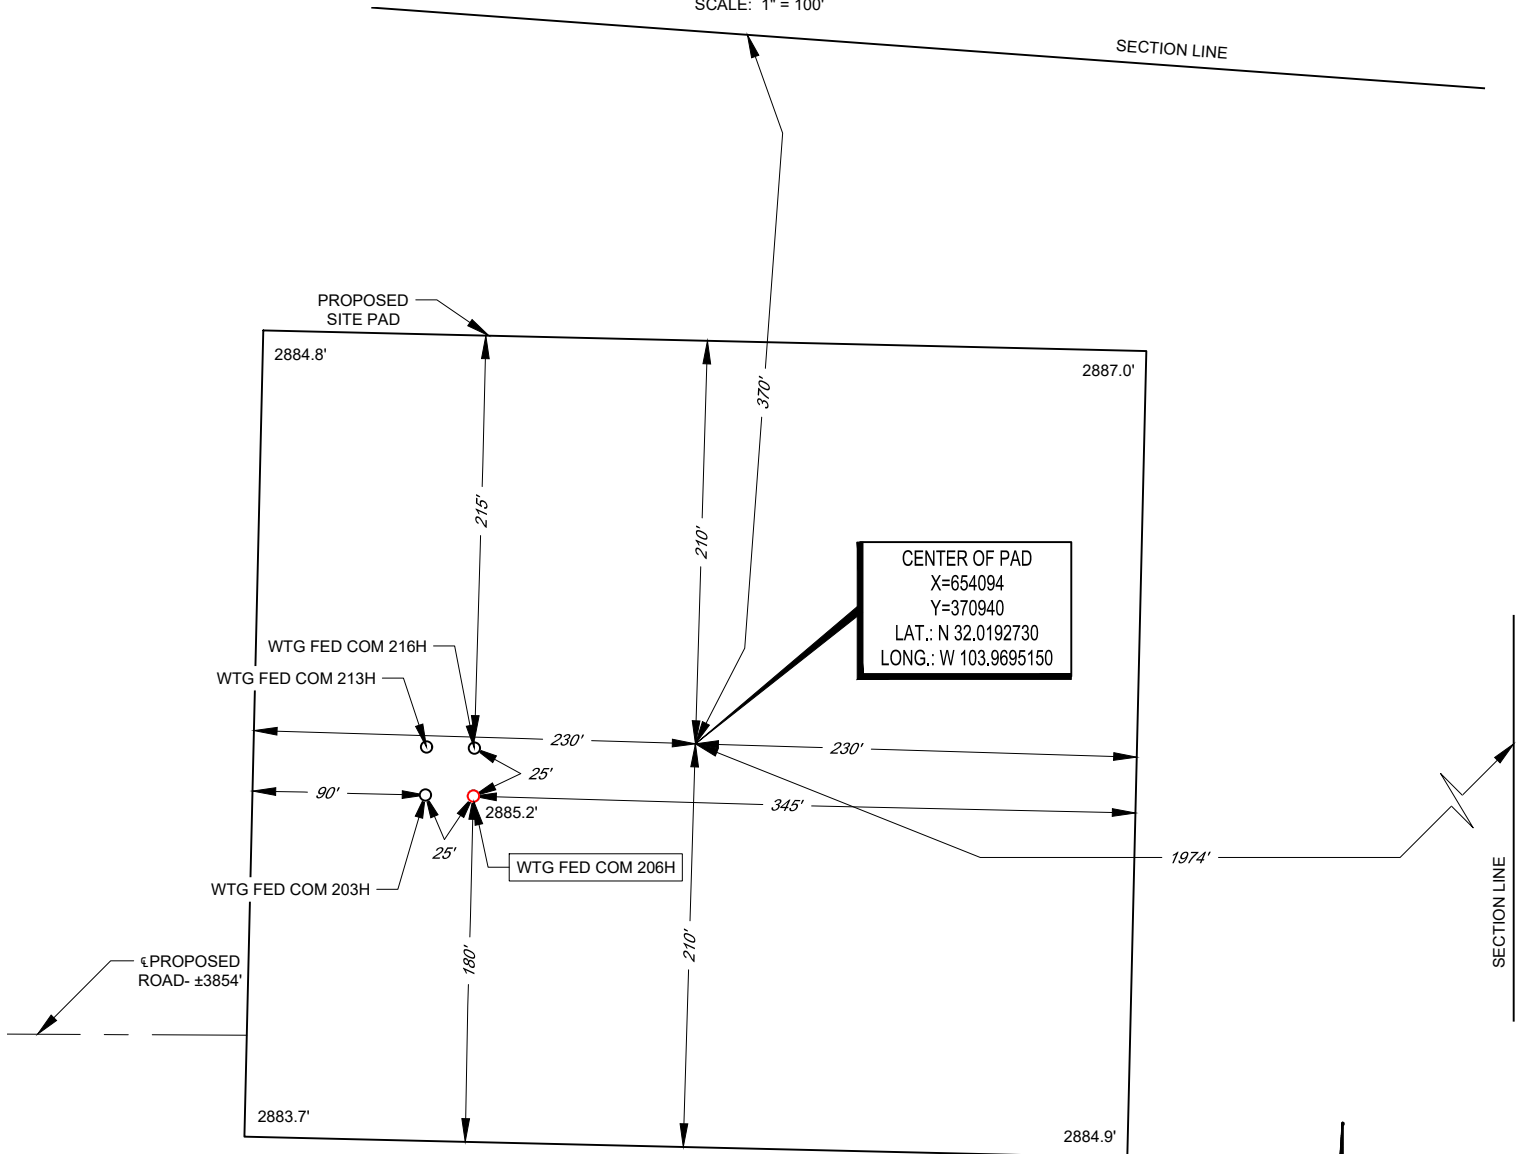 SCALE: 1" = 100'
SECTION LINE
PROPOSED
SITE PAD
2884.8'
2887.0'
370'
215'
210'
CENTER OF PAD
X=654094
Y=370940
LAT.: N 32.0192730
LONG.: W 103.9695150
WTG FED COM 216H
WTG FED COM 213H
230'
230'
25'
90'
345'
2885.2'
25'
WTG FED COM 206H
1974'
WTG FED COM 203H
SECTION LINE
180'
210'
℄PROPOSED
ROAD- ±3854'
2883.7'
2884.9'